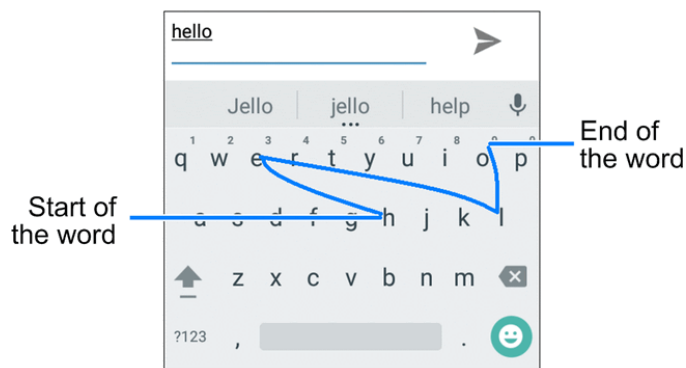 hello
Jello jello help
1 2 3 4 5 6 7 8 9 0
q w e r t y u i o p
End of
the word
Start of
the word
a s d f g h j k l
z x c v b n m
?123 , .